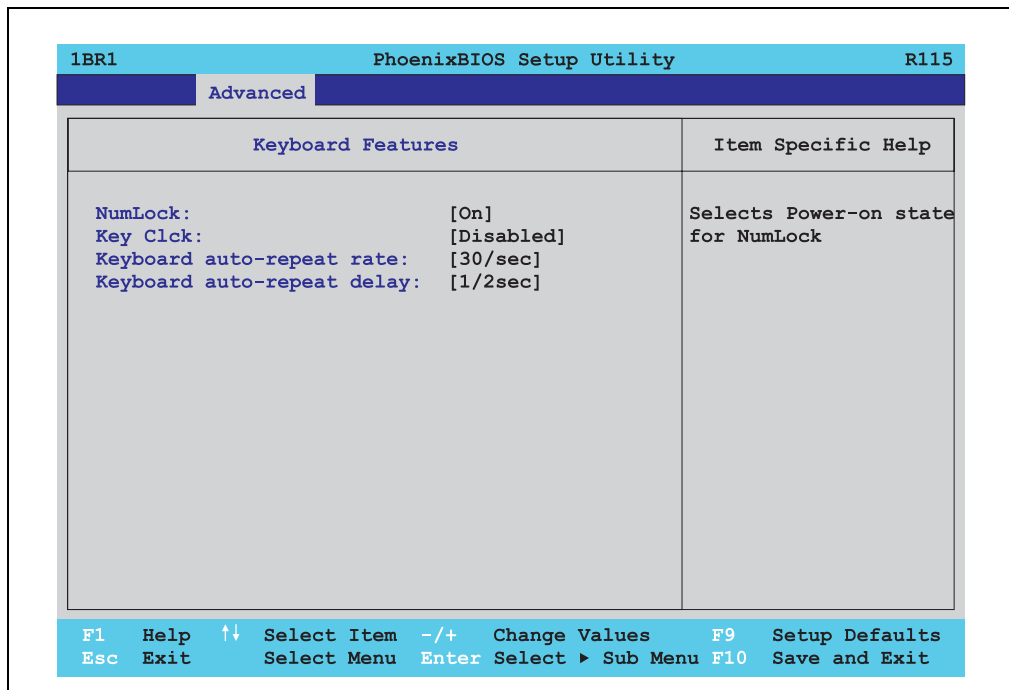 1BR1 PhoenixBIOS Setup Utility R115
Advanced
Keyboard Features Item Specific Help
NumLock: [On] Selects Power-on state
Key Clck: [Disabled] for NumLock
Keyboard auto-repeat rate: [30/sec]
Keyboard auto-repeat delay: [1/2sec]
F1 Help ↑↓ Select Item -/+ Change Values F9 Setup Defaults
Esc Exit Select Menu Enter Select ▶ Sub Menu F10 Save and Exit